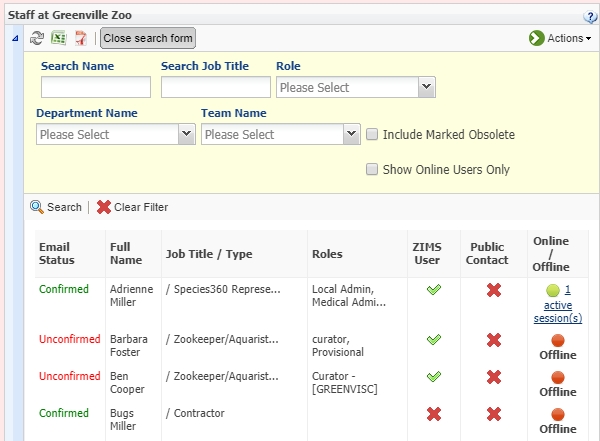 Staff at Greenville Zoo
Close search form
Actions
Search Name Search Job Title Role
Please Select
Department Name Team Name
Please Select Please Select Include Marked Obsolete
Show Online Users Only
Search Clear Filter
Email Status Full Name Job Title / Type Roles ZIMS User Public Contact Online / Offline
Confirmed Adrienne Miller / Species360 Represe... Local Admin, Medical Admi... 1 active session(s)
Unconfirmed Barbara Foster / Zookeeper/Aquarist... curator, Provisional Offline
Unconfirmed Ben Cooper / Zookeeper/Aquarist... Curator - [GREENVISC] Offline
Confirmed Bugs Miller / Contractor Offline